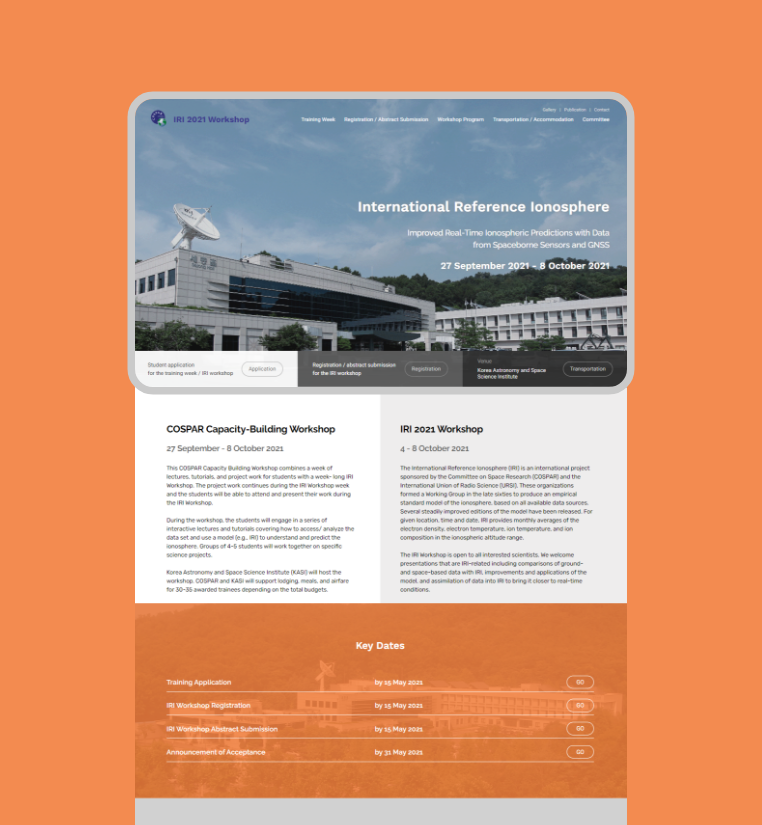 Gallery | Publication | Contact
IRI 2021 Workshop
Training Week Registration / Abstract Submission Workshop Program Transportation / Accommodation Committee
International Reference Ionosphere
Improved Real-Time Ionospheric Predictions with Data
from Spaceborne Sensors and GNSS
27 September 2021 - 8 October 2021
Student application
for the training week / IRI workshop
Application
Registration / abstract submission
for the IRI workshop
Registration
Venue
Korea Astronomy and Space
Science Institute
Transportation
COSPAR Capacity-Building Workshop
27 September - 8 October 2021
This COSPAR Capacity Building Workshop combines a week of
lectures, tutorials, and project work for students with a week- long IRI
Workshop. The project work continues during the IRI Workshop week
and the students will be able to attend and present their work during
the IRI Workshop.
During the workshop, the students will engage in a series of
interactive lectures and tutorials covering how to access/ analyze the
data set and use a model (e.g., IRI) to understand and predict the
ionosphere. Groups of 4-5 students will work together on specific
science projects.
Korea Astronomy and Space Science Institute (KASI) will host the
workshop. COSPAR and KASI will support lodging, meals, and airfare
for 30-35 awarded trainees depending on the total budgets.
IRI 2021 Workshop
4 - 8 October 2021
The International Reference Ionosphere (IRI) is an international project
sponsored by the Committee on Space Research (COSPAR) and the
International Union of Radio Science (URSI). These organizations
formed a Working Group in the late sixties to produce an empirical
standard model of the ionosphere, based on all available data sources.
Several steadily improved editions of the model have been released. For
given location, time and date, IRI provides monthly averages of the
electron density, electron temperature, ion temperature, and ion
composition in the ionospheric altitude range.
The IRI Workshop is open to all interested scientists. We welcome
presentations that are IRI-related including comparisons of ground-
and space-based data with IRI, improvements and applications of the
model, and assimilation of data into IRI to bring it closer to real-time
conditions.
Key Dates
Training Application by 15 May 2021 GO
IRI Workshop Registration by 15 May 2021 GO
IRI Workshop Abstract Submission by 15 May 2021 GO
Announcement of Acceptance by 31 May 2021 GO